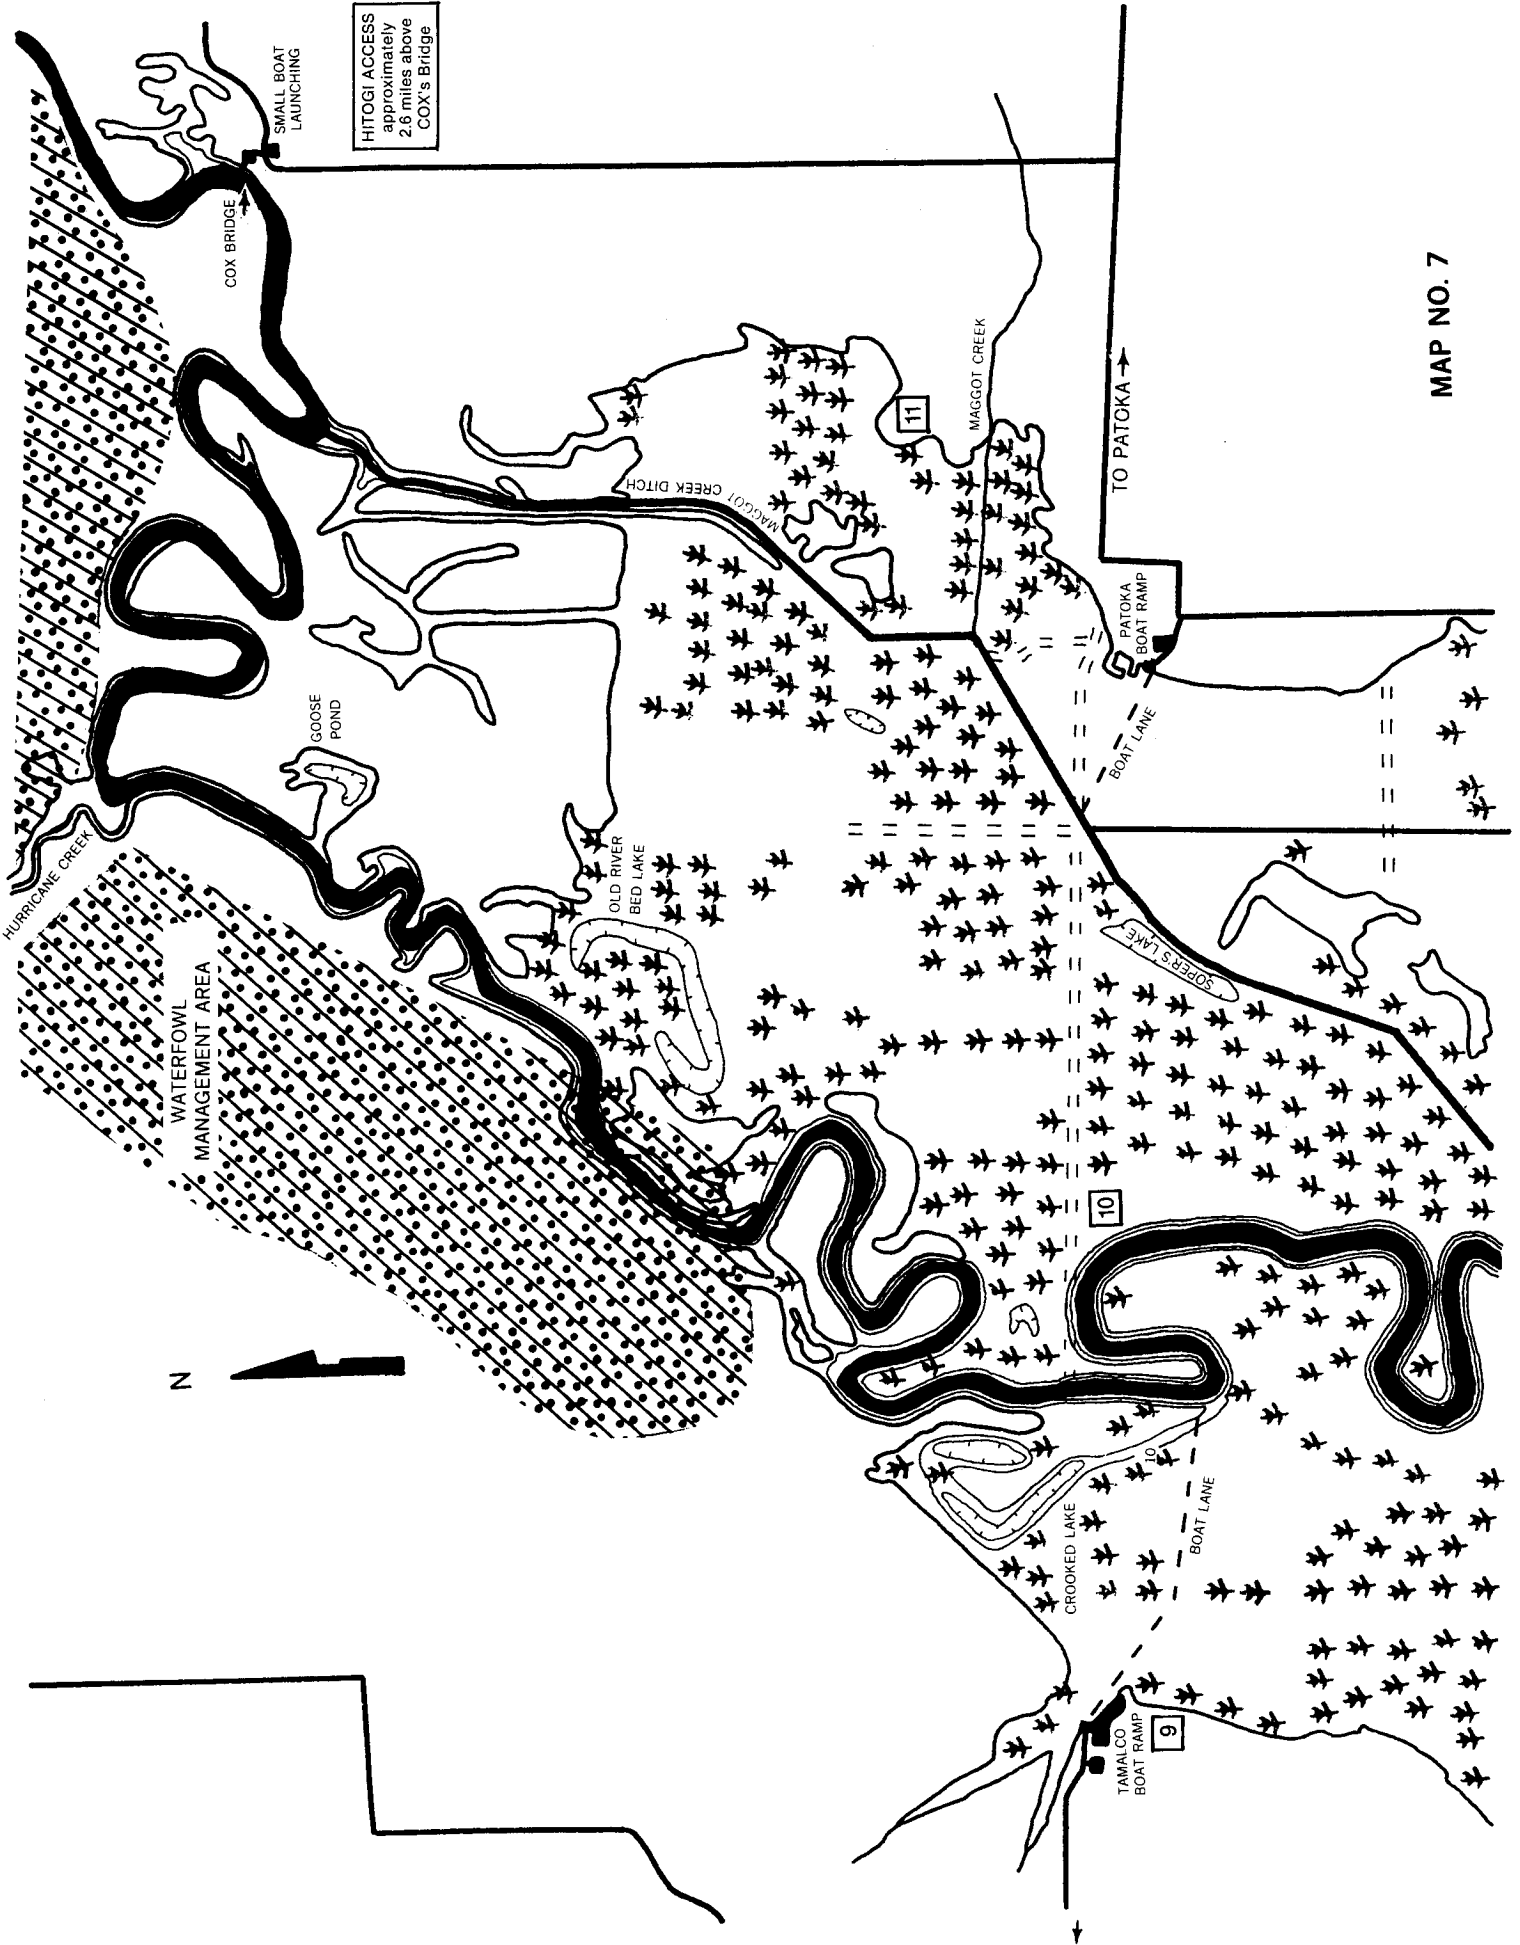 HITOGI ACCESS
approximately
2.6 miles above
COX's Bridge
SMALL BOAT
LAUNCHING
COX BRIDGE
HURRICANE CREEK
GOOSE
POND
WATERFOWL
MANAGEMENT AREA
N
OLD RIVER
BED LAKE
MAGGOT CREEK DITCH
11
MAGGOT CREEK
TO PATOKA
PATOKA
BOAT RAMP
BOAT LANE
SOPER'S LAKE
10
CROOKED LAKE
10
BOAT LANE
TAMALCO
BOAT RAMP
9
MAP NO. 7